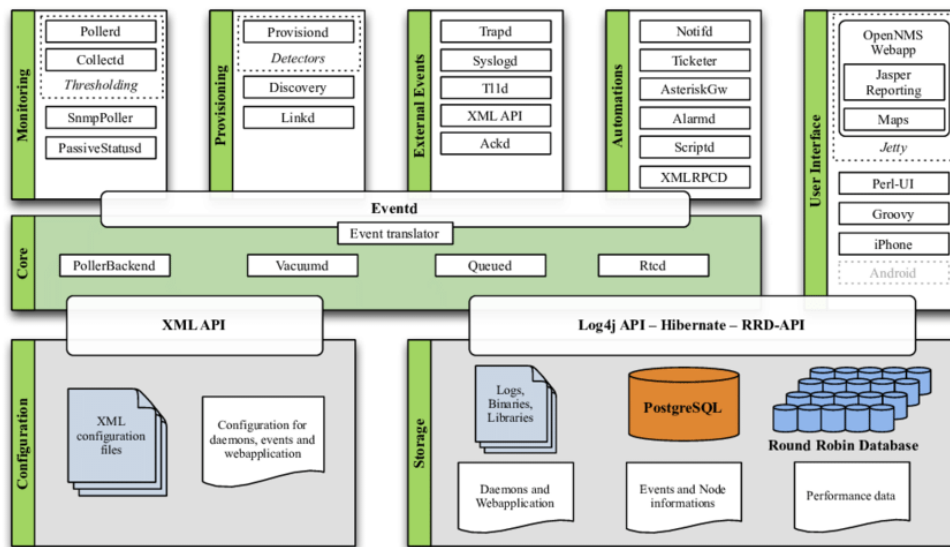 Monitoring
Pollerd
Collectd
Thresholding
SnmpPoller
PassiveStatusd
Provisioning
Provisiond
Detectors
Discovery
Linkd
External Events
Trapd
Syslogd
Tl1d
XML API
Ackd
Automations
Notifd
Ticketer
AsteriskGw
Alarmd
Scriptd
XMLRPCD
User Interface
OpenNMS
Webapp
Jasper
Reporting
Maps
Jetty
Perl-UI
Groovy
iPhone
Android
Eventd
Event translator
Core
PollerBackend
Vacuumd
Queued
Rtcd
XML API
Log4j API – Hibernate – RRD-API
Configuration
XML
configuration
files
Configuration for
daemons, events and
webapplication
Storage
Logs,
Binaries,
Libraries
PostgreSQL
Round Robin Database
Daemons and
Webapplication
Events and Node
informations
Performance data